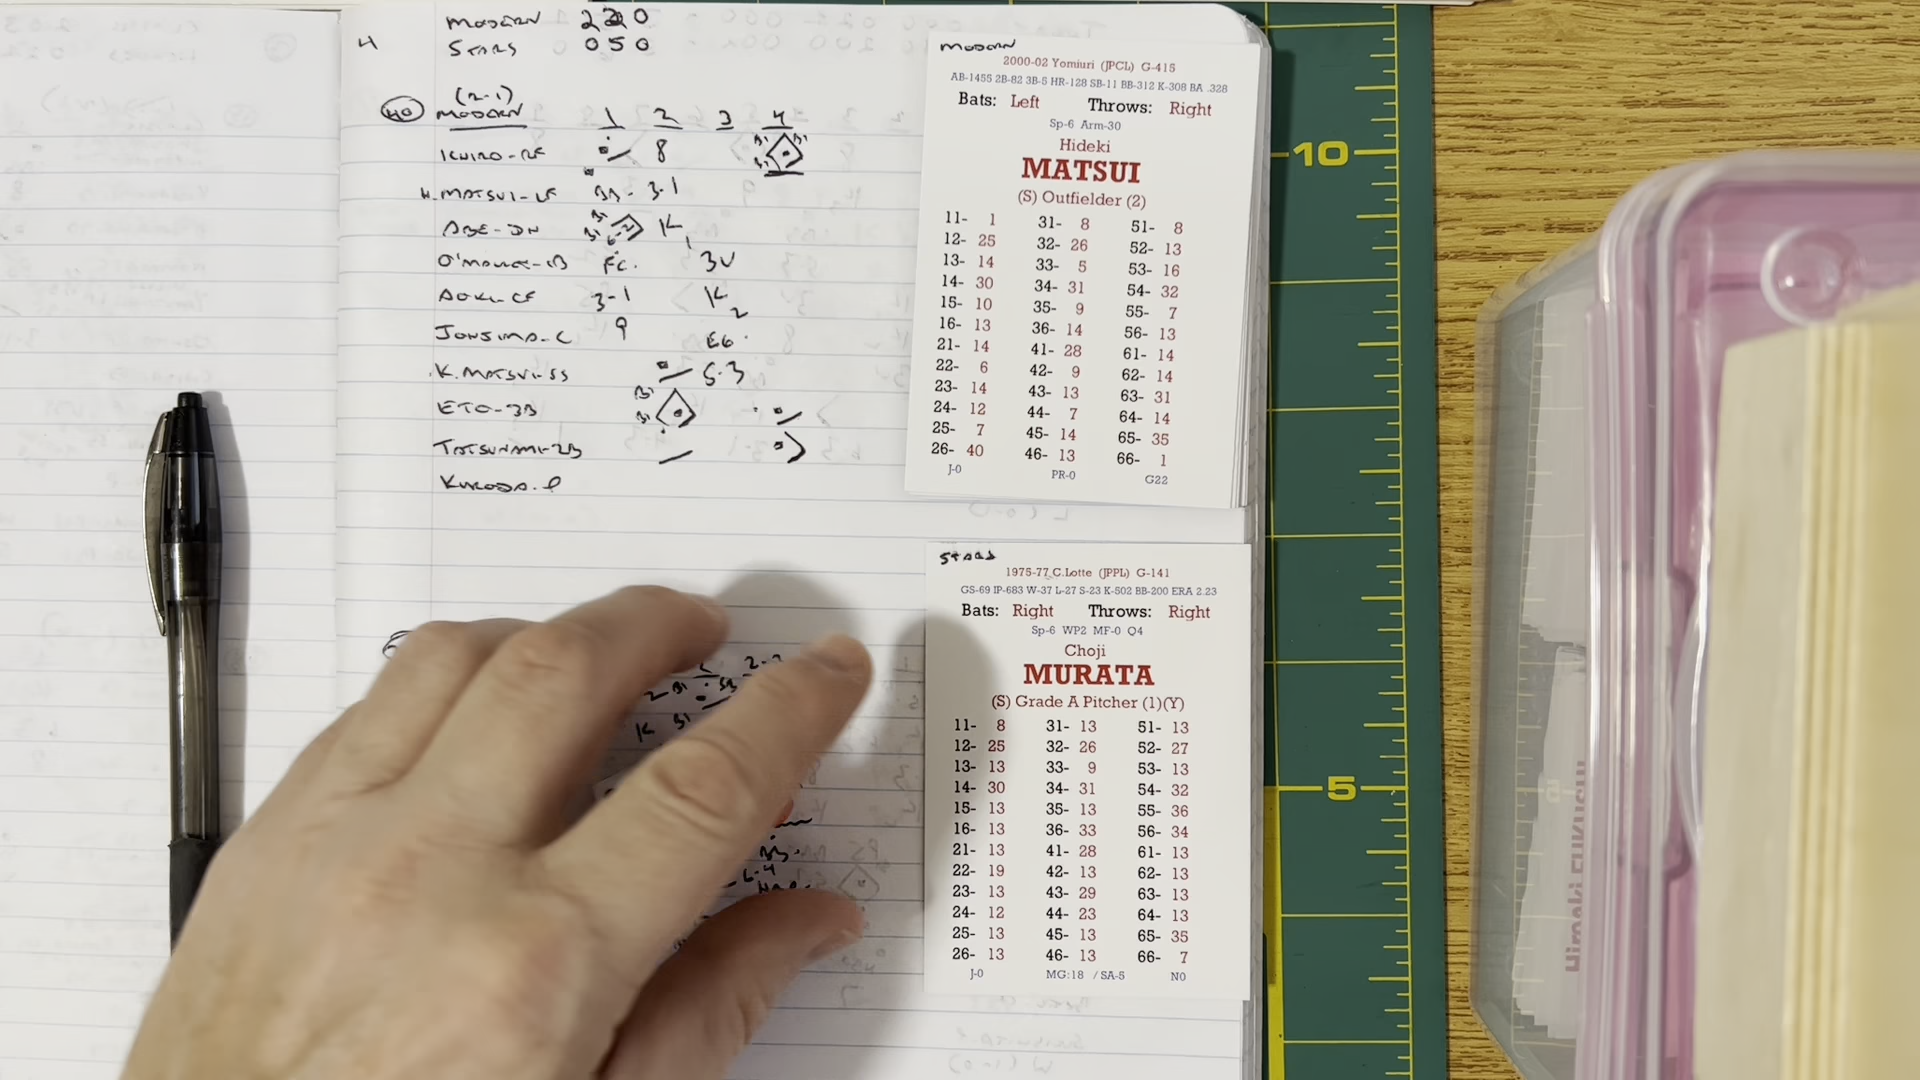 MODERN 2 2 0
4 STARS 0 5 0
(2-1)
40 MODERN 1 2 3 4
ICHIRO-RF 8
H. MATSUI-LF BB- 3-1
ABE-DH K
O'MALLEY-1B FC. 3U
AOKI-CF 3-1 K
JOHJIMA-C 9 E6
K. MATSUI-SS 5-3
ETO-3B
TATSUNAMI-2B
KURODA-P
MODERN
2000-02 Yomiuri (JPCL) G-415
AB-1455 2B-82 3B-5 HR-128 SB-11 BB-312 K-308 BA .328
Bats: Left Throws: Right
Sp-6 Arm-30
Hideki
MATSUI
(S) Outfielder (2)
11- 1 31- 8 51- 8
12- 25 32- 26 52- 13
13- 14 33- 5 53- 16
14- 30 34- 31 54- 32
15- 10 35- 9 55- 7
16- 13 36- 14 56- 13
21- 14 41- 28 61- 14
22- 6 42- 9 62- 14
23- 14 43- 13 63- 31
24- 12 44- 7 64- 14
25- 7 45- 14 65- 35
26- 40 46- 13 66- 1
J-0 PR-0 G22
STARS
1975-77 C.Lotte (JPPL) G-141
GS-69 IP-683 W-37 L-27 S-23 K-502 BB-200 ERA 2.23
Bats: Right Throws: Right
Sp-6 WP2 MF-0 Q4
Choji
MURATA
(S) Grade A Pitcher (1)(Y)
11- 8 31- 13 51- 13
12- 25 32- 26 52- 27
13- 13 33- 9 53- 13
14- 30 34- 31 54- 32
15- 13 35- 13 55- 36
16- 13 36- 33 56- 34
21- 13 41- 28 61- 13
22- 19 42- 13 62- 13
23- 13 43- 29 63- 13
24- 12 44- 23 64- 13
25- 13 45- 13 65- 35
26- 13 46- 13 66- 7
J-0 MG:18 / SA-5 N0
10
5